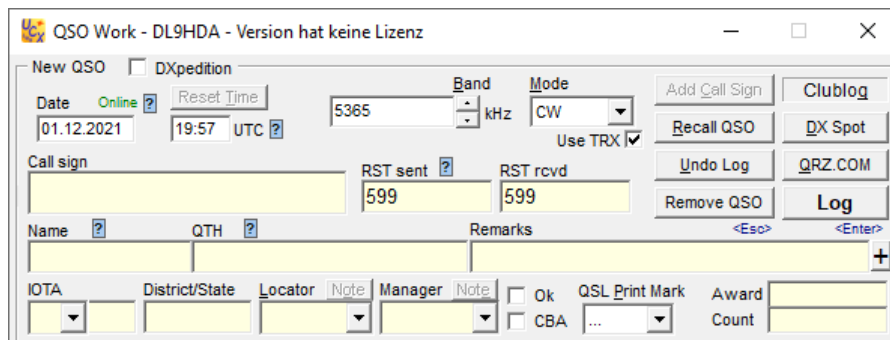 UCX QSO Work - DL9HDA - Version hat keine Lizenz
New QSO DXpedition
Band Mode
Date Online ? Reset Time 5365 kHz CW Add Call Sign Clublog
01.12.2021 19:57 UTC ? Use TRX Recall QSO DX Spot
Call sign RST sent ? RST rcvd Undo Log QRZ.COM
599 599 Remove QSO Log
Name ? QTH ? Remarks <Esc> <Enter>
+
IOTA District/State Locator Note Manager Note Ok QSL Print Mark Award
CBA ... Count